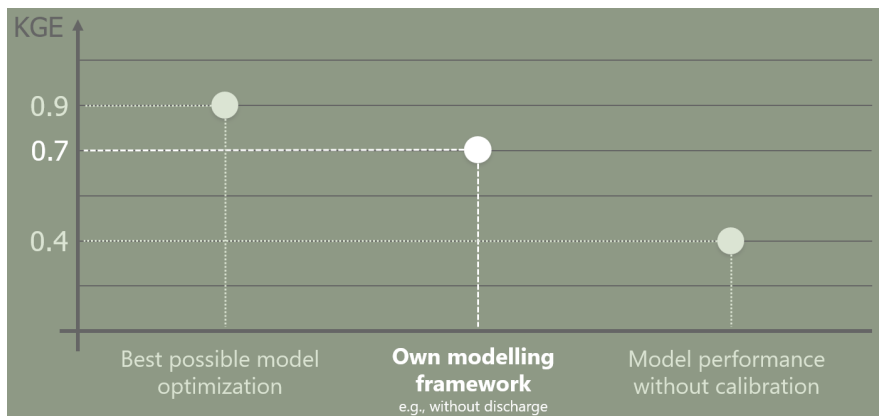 KGE
0.9
0.7
0.4
Best possible model
optimization
Own modelling
framework
e.g., without discharge
Model performance
without calibration